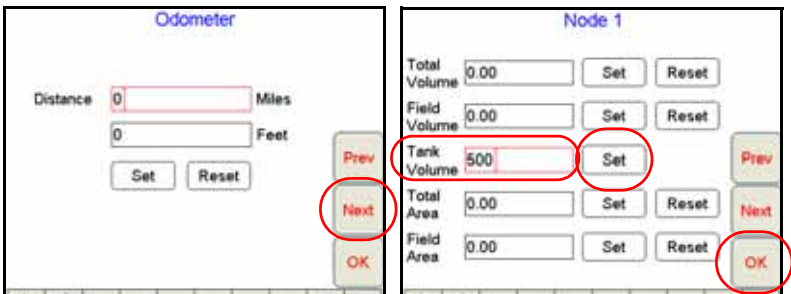 Odometer
Distance 0 Miles
0 Feet
Set Reset
Prev
Next
OK
Node 1
Total Volume 0.00 Set Reset
Field Volume 0.00 Set Reset
Tank Volume 500 Set
Total Area 0.00 Set Reset
Field Area 0.00 Set Reset
Prev
Next
OK